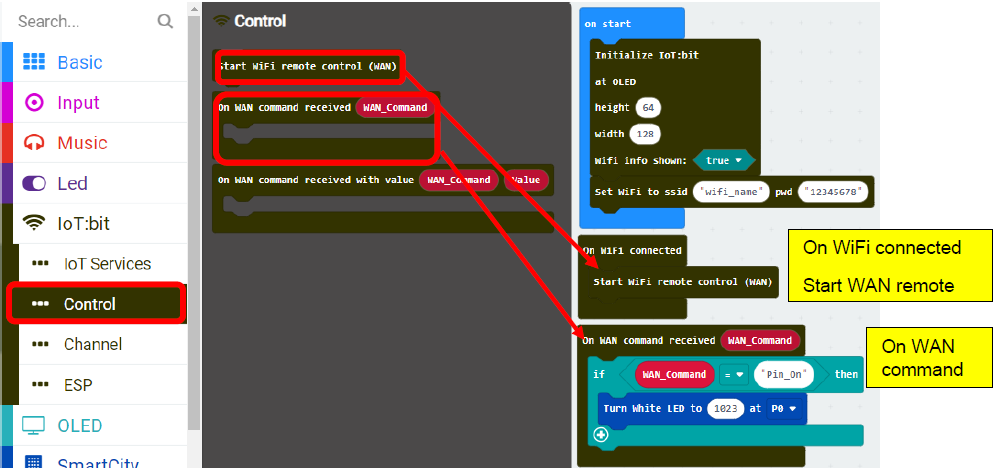 Search...
Basic
Input
Music
Led
IoT:bit
IoT Services
Control
Channel
ESP
OLED
SmartCity
Control
Start WiFi remote control (WAN)
On WAN command received WAN_Command
On WAN command received with value WAN_Command Value
on start
Initialize IoT:bit
at OLED
height 64
width 128
Wifi info shown: true
Set WiFi to ssid "wifi_name" pwd "12345678"
On WiFi connected
Start WiFi remote control (WAN)
On WAN command received WAN_Command
if WAN_Command = "Pin_On" then
Turn White LED to 1023 at P0
On WiFi connected
Start WAN remote
On WAN
command